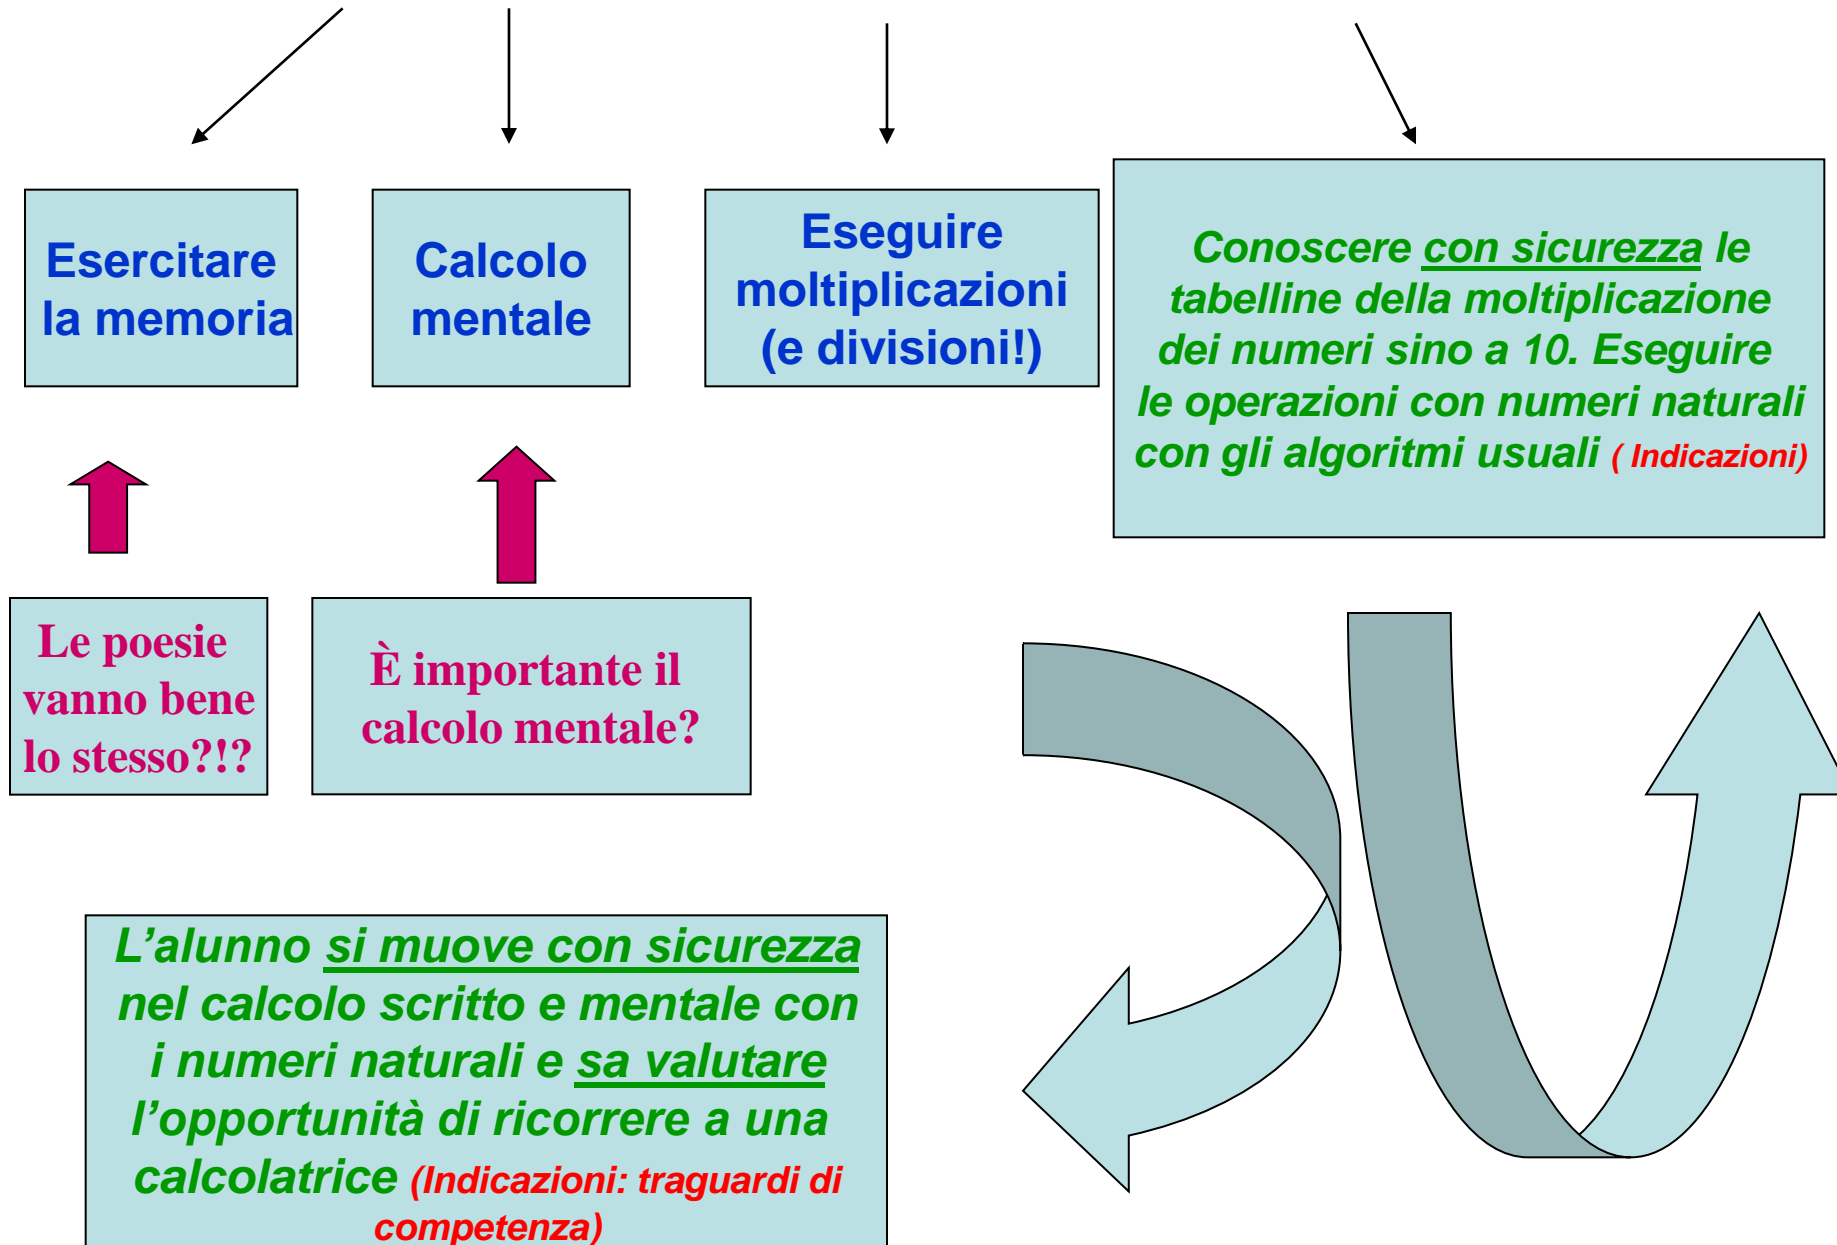 Esercitare
la memoria
Calcolo
mentale
Eseguire
moltiplicazioni
(e divisioni!)
Conoscere con sicurezza le
tabelline della moltiplicazione
dei numeri sino a 10. Eseguire
le operazioni con numeri naturali
con gli algoritmi usuali ( Indicazioni)
Le poesie
vanno bene
lo stesso?!?
È importante il
calcolo mentale?
L’alunno si muove con sicurezza
nel calcolo scritto e mentale con
i numeri naturali e sa valutare
l’opportunità di ricorrere a una
calcolatrice (Indicazioni: traguardi di
competenza)